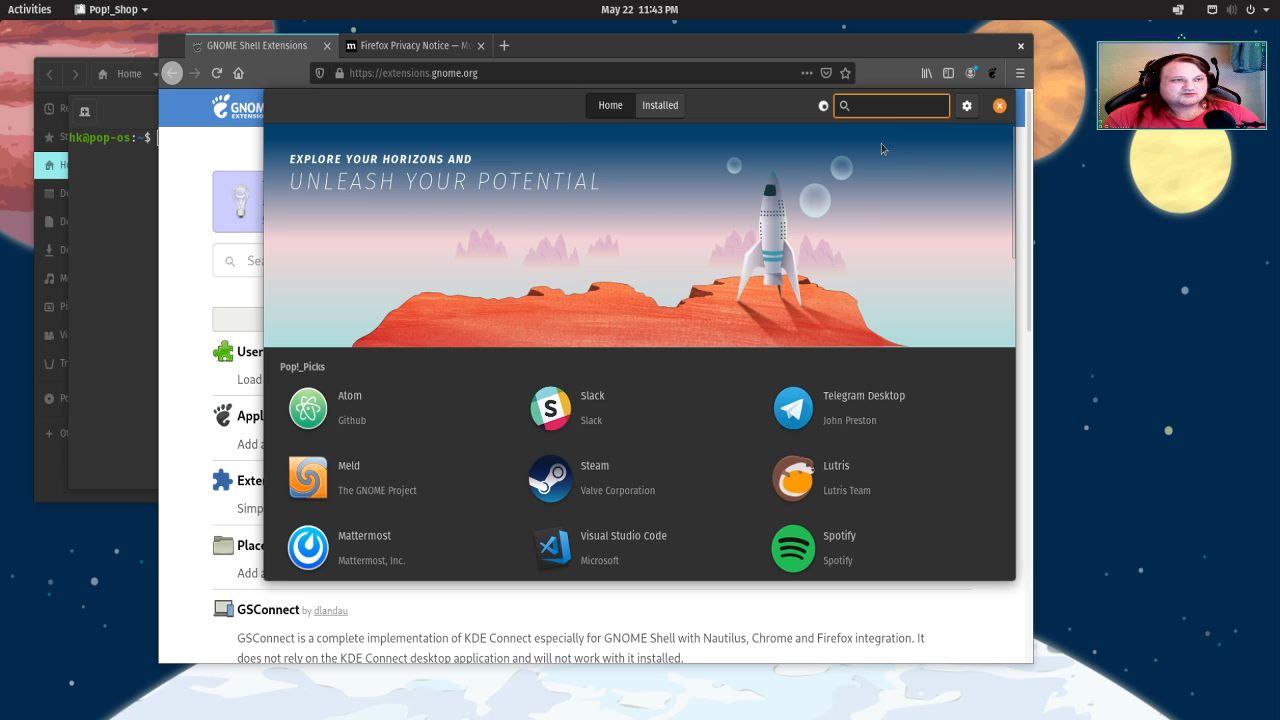 Activities
Pop!_Shop
May 22 11:43 PM
GNOME Shell Extensions
Firefox Privacy Notice — Mo
https://extensions.gnome.org
Home
hk@pop-os:~$
GNOM
EXTENSION
Home
Installed
EXPLORE YOUR HORIZONS AND
UNLEASH YOUR POTENTIAL
Sea
Pop!_Picks
Atom
Github
Slack
Slack
Telegram Desktop
John Preston
Meld
The GNOME Project
Steam
Valve Corporation
Lutris
Lutris Team
Mattermost
Mattermost, Inc.
Visual Studio Code
Microsoft
Spotify
Spotify
User
Load
Appl
Add a
Exte
Simp
Place
Add a
GSConnect by dlandau
GSConnect is a complete implementation of KDE Connect especially for GNOME Shell with Nautilus, Chrome and Firefox integration. It
does not rely on the KDE Connect desktop application and will not work with it installed.